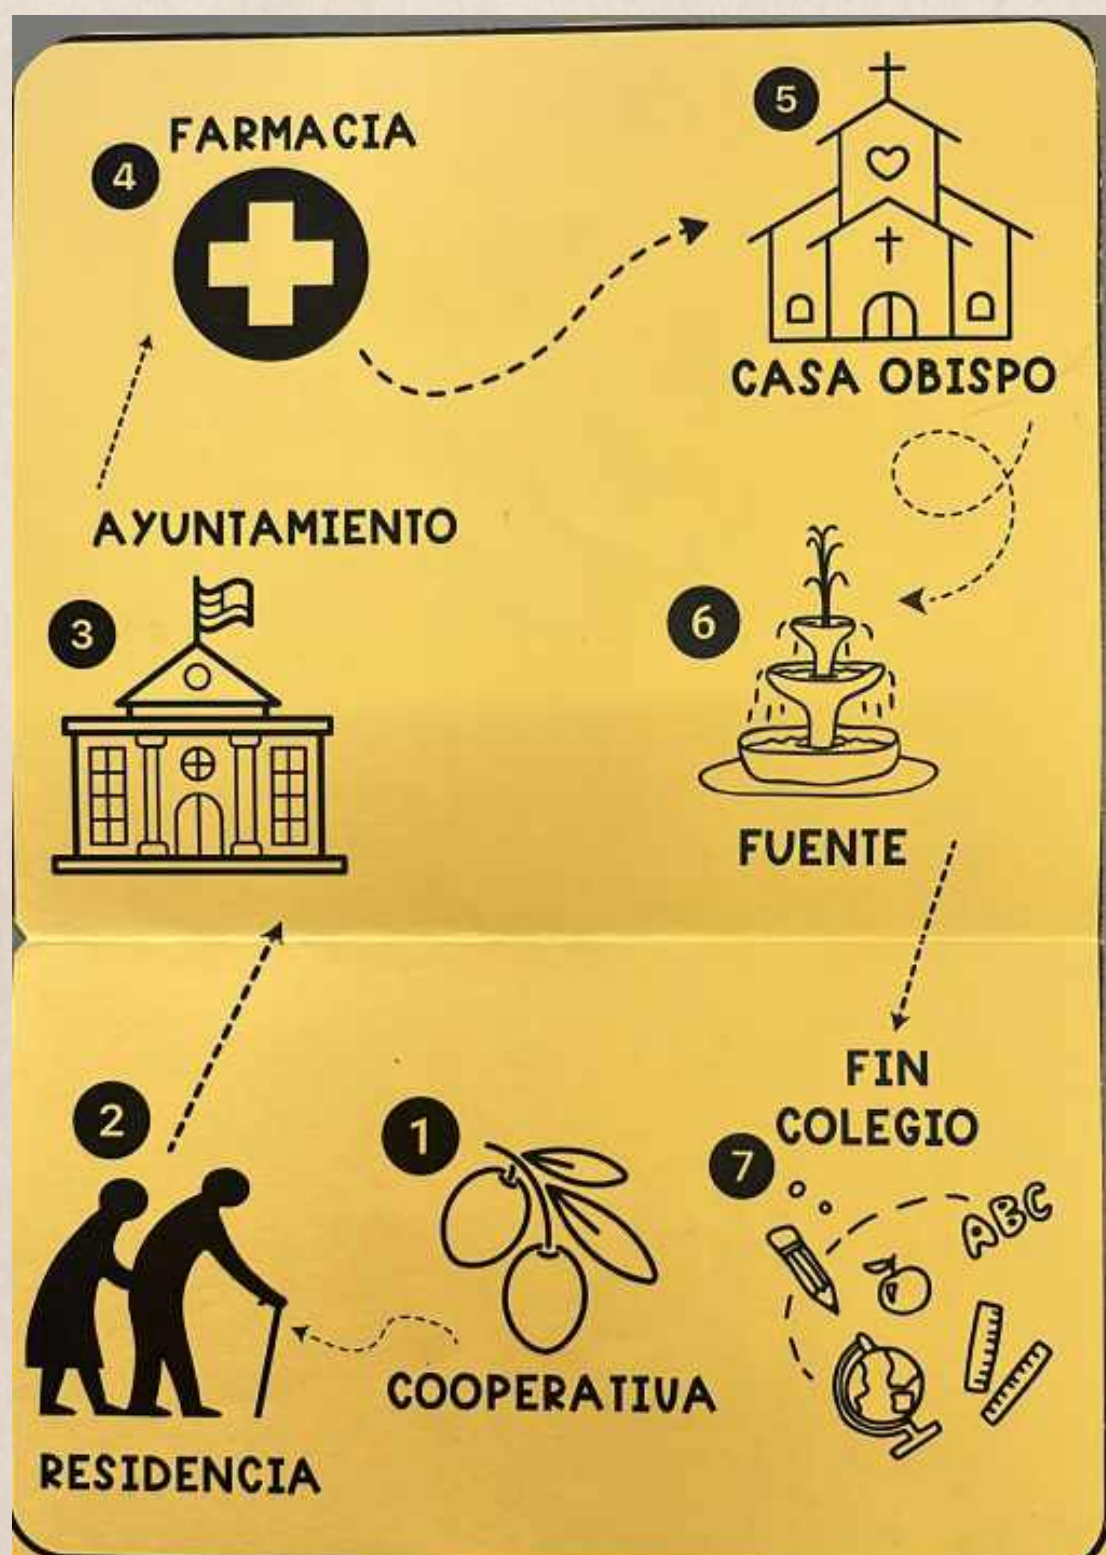 4
FARMACIA
5
CASA OBISPO
AYUNTAMIENTO
3
6
FUENTE
2
RESIDENCIA
1
COOPERATIVA
FIN
COLEGIO
7
ABC